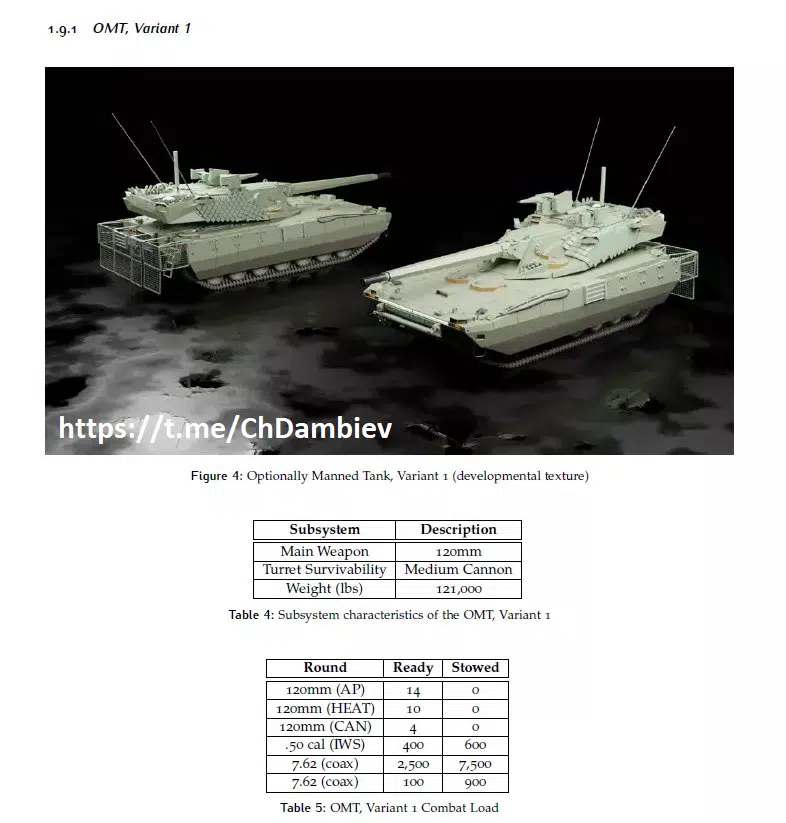 1.9.1 OMT, Variant 1
https://t.me/ChDambiev
Figure 4: Optionally Manned Tank, Variant 1 (developmental texture)
Subsystem Description
Main Weapon 120mm
Turret Survivability Medium Cannon
Weight (lbs) 121,000
Table 4: Subsystem characteristics of the OMT, Variant 1
Round Ready Stowed
120mm (AP) 14 0
120mm (HEAT) 10 0
120mm (CAN) 4 0
.50 cal (IWS) 400 600
7.62 (coax) 2,500 7,500
7.62 (coax) 100 900
Table 5: OMT, Variant 1 Combat Load